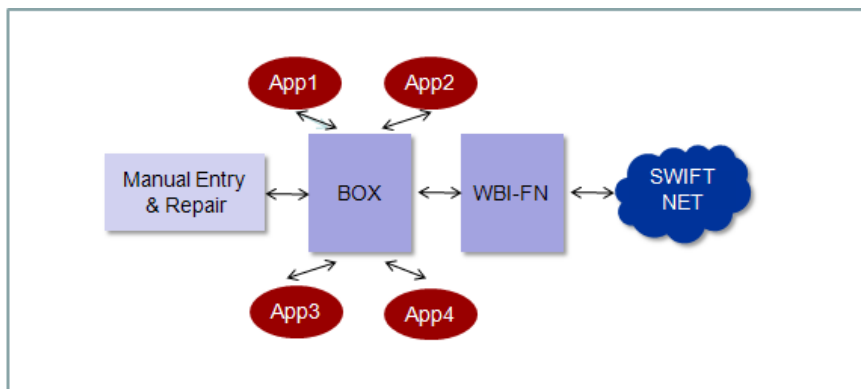 App1
App2
Manual Entry
& Repair
BOX
WBI-FN
SWIFT
NET
App3
App4